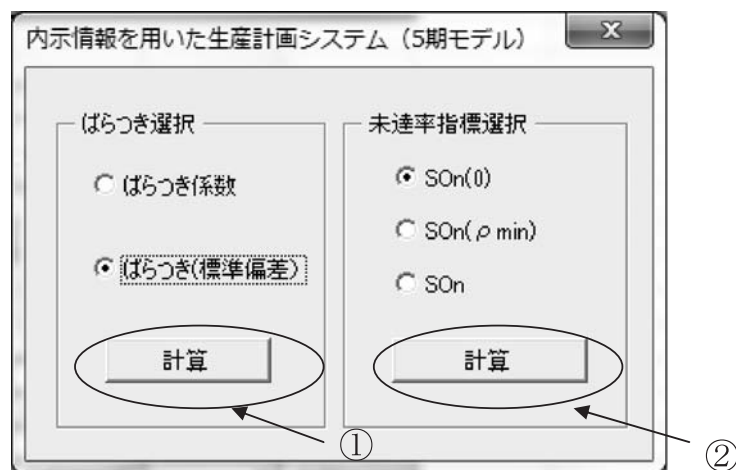 内示情報を用いた生産計画システム（5期モデル）
ばらつき選択
ばらつき係数
ばらつき(標準偏差)
計算
未達率指標選択
SOn(0)
SOn(ρmin)
SOn
計算
①
②